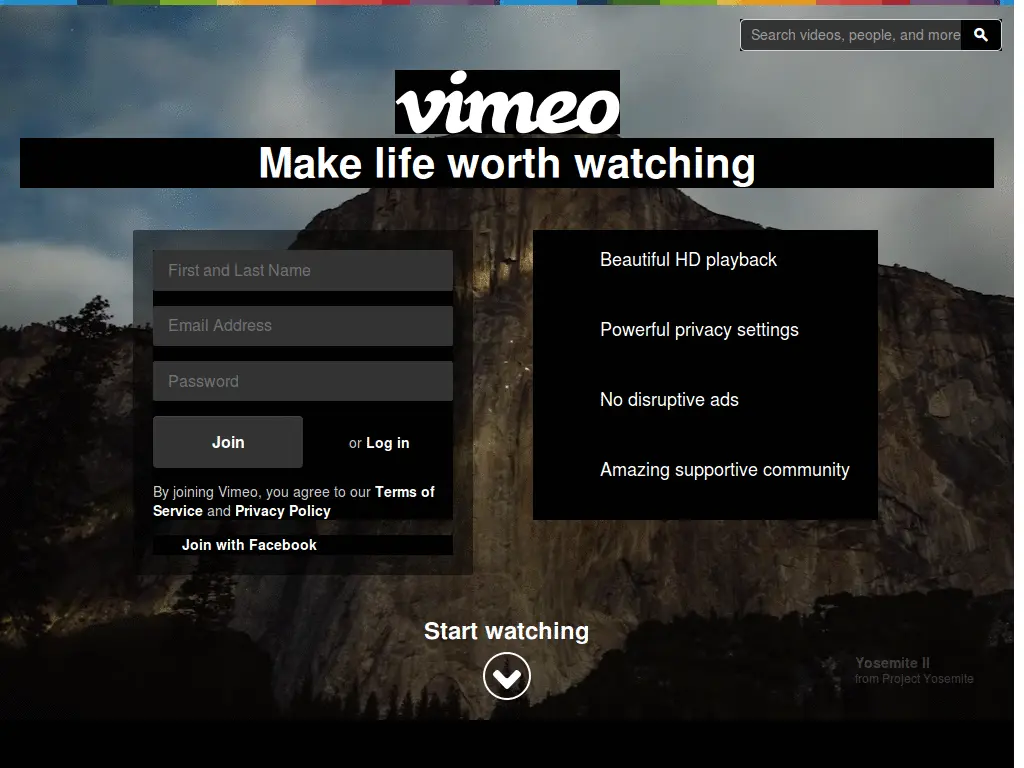 Search videos, people, and more
vimeo
Make life worth watching
First and Last Name
Email Address
Password
Join
or Log in
By joining Vimeo, you agree to our Terms of
Service and Privacy Policy
Join with Facebook
Beautiful HD playback
Powerful privacy settings
No disruptive ads
Amazing supportive community
Start watching
Yosemite II
from Project Yosemite